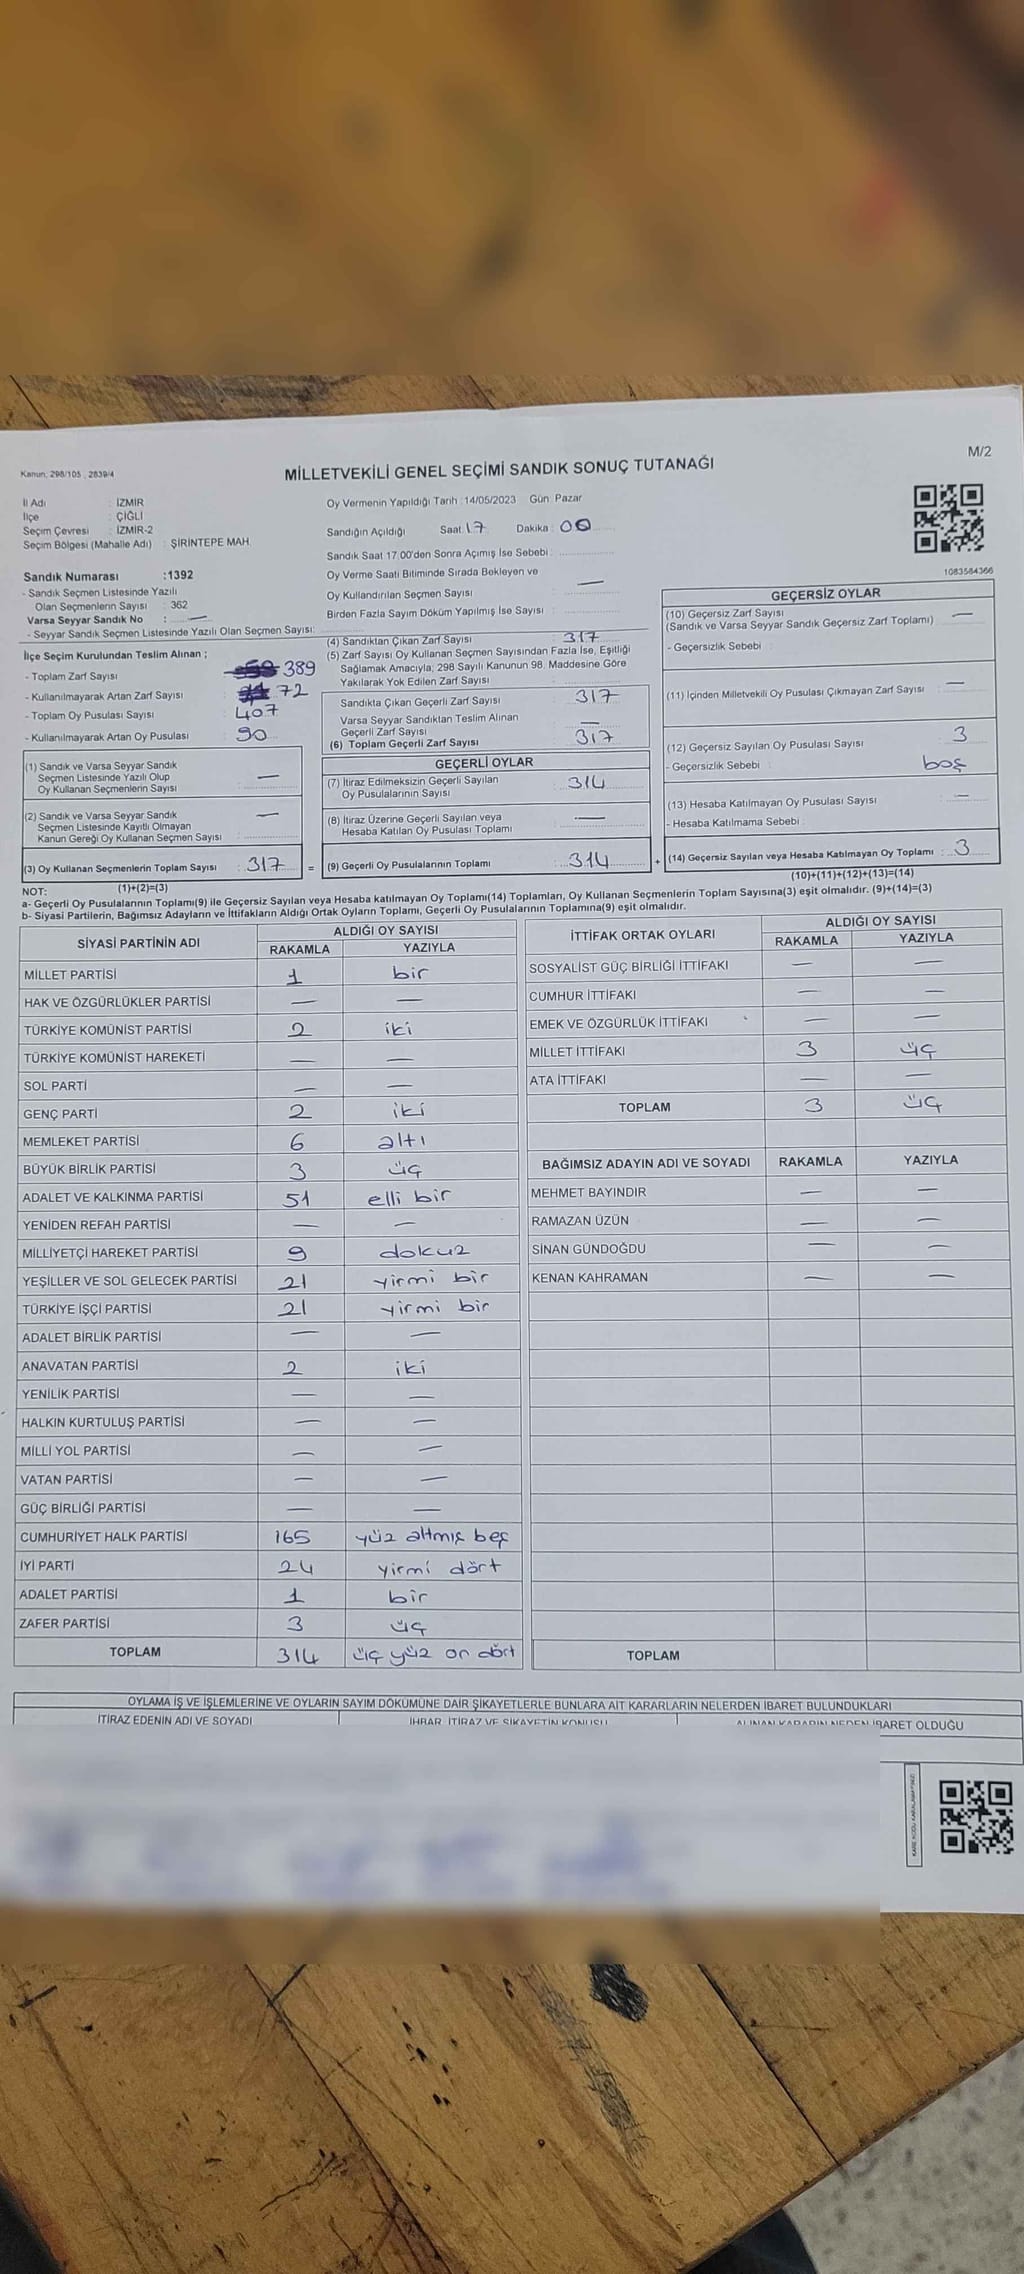 Kanun: 298/105 , 2839/4
MİLLETVEKİLİ GENEL SEÇİMİ SANDIK SONUÇ TUTANAĞI
M/2
İl Adı : İZMİR
İlçe : ÇİĞLİ
Seçim Çevresi : İZMİR-2
Seçim Bölgesi (Mahalle Adı) : ŞİRİNTEPE MAH.
Sandık Numarası :1392
- Sandık Seçmen Listesinde Yazılı
Olan Seçmenlerin Sayısı : 362
Varsa Seyyar Sandık No : —
- Seyyar Sandık Seçmen Listesinde Yazılı Olan Seçmen Sayısı:
İlçe Seçim Kurulundan Teslim Alınan ;
- Toplam Zarf Sayısı : 389
- Kullanılmayarak Artan Zarf Sayısı : 72
- Toplam Oy Pusulası Sayısı : 407
- Kullanılmayarak Artan Oy Pusulası : 90
(1) Sandık ve Varsa Seyyar Sandık
Seçmen Listesinde Yazılı Olup
Oy Kullanan Seçmenlerin Sayısı : —
(2) Sandık ve Varsa Seyyar Sandık
Seçmen Listesinde Kayıtlı Olmayan
Kanun Gereği Oy Kullanan Seçmen Sayısı : —
(3) Oy Kullanan Seçmenlerin Toplam Sayısı : 317
(1)+(2)=(3)
Oy Vermenin Yapıldığı Tarih :14/05/2023 Gün: Pazar
Sandığın Açıldığı Saat: 17 Dakika : 00
Sandık Saat 17.00'den Sonra Açımış İse Sebebi :
Oy Verme Saati Bitiminde Sırada Bekleyen ve
Oy Kullandırılan Seçmen Sayısı : —
Birden Fazla Sayım Döküm Yapılmış İse Sayısı :
(4) Sandıktan Çıkan Zarf Sayısı : 317
(5) Zarf Sayısı Oy Kullanan Seçmen Sayısından Fazla İse, Eşitliği
Sağlamak Amacıyla; 298 Sayılı Kanunun 98. Maddesine Göre
Yakılarak Yok Edilen Zarf Sayısı :
Sandıkta Çıkan Geçerli Zarf Sayısı : 317
Varsa Seyyar Sandıktan Teslim Alınan
Geçerli Zarf Sayısı : —
(6) Toplam Geçerli Zarf Sayısı : 317
GEÇERLİ OYLAR
(7) İtiraz Edilmeksizin Geçerli Sayılan
Oy Pusulalarının Sayısı : 314
(8) İtiraz Üzerine Geçerli Sayılan veya
Hesaba Katılan Oy Pusulası Toplamı : —
= (9) Geçerli Oy Pusulalarının Toplamı : 314 +
1083584366
GEÇERSİZ OYLAR
(10) Geçersiz Zarf Sayısı : —
(Sandık ve Varsa Seyyar Sandık Geçersiz Zarf Toplamı)
- Geçersizlik Sebebi :
(11) İçinden Milletvekili Oy Pusulası Çıkmayan Zarf Sayısı : —
(12) Geçersiz Sayılan Oy Pusulası Sayısı : 3
- Geçersizlik Sebebi : boş
(13) Hesaba Katılmayan Oy Pusulası Sayısı : —
- Hesaba Katılmama Sebebi :
(14) Geçersiz Sayılan veya Hesaba Katılmayan Oy Toplamı : 3
(10)+(11)+(12)+(13)=(14)
NOT:
a- Geçerli Oy Pusulalarının Toplamı(9) ile Geçersiz Sayılan veya Hesaba katılmayan Oy Toplamı(14) Toplamları, Oy Kullanan Seçmenlerin Toplam Sayısına(3) eşit olmalıdır. (9)+(14)=(3)
b- Siyasi Partilerin, Bağımsız Adayların ve İttifakların Aldığı Ortak Oyların Toplamı, Geçerli Oy Pusulalarının Toplamına(9) eşit olmalıdır.
SİYASİ PARTİNİN ADI ALDIĞI OY SAYISI
RAKAMLA YAZIYLA
MİLLET PARTİSİ 1 bir
HAK VE ÖZGÜRLÜKLER PARTİSİ — —
TÜRKİYE KOMÜNİST PARTİSİ 2 iki
TÜRKİYE KOMÜNİST HAREKETİ — —
SOL PARTİ — —
GENÇ PARTİ 2 iki
MEMLEKET PARTİSİ 6 altı
BÜYÜK BİRLİK PARTİSİ 3 üç
ADALET VE KALKINMA PARTİSİ 51 elli bir
YENİDEN REFAH PARTİSİ — —
MİLLİYETÇİ HAREKET PARTİSİ 9 dokuz
YEŞİLLER VE SOL GELECEK PARTİSİ 21 yirmi bir
TÜRKİYE İŞÇİ PARTİSİ 21 yirmi bir
ADALET BİRLİK PARTİSİ — —
ANAVATAN PARTİSİ 2 iki
YENİLİK PARTİSİ — —
HALKIN KURTULUŞ PARTİSİ — —
MİLLİ YOL PARTİSİ — —
VATAN PARTİSİ — —
GÜÇ BİRLİĞİ PARTİSİ — —
CUMHURİYET HALK PARTİSİ 165 yüz altmış beş
İYİ PARTİ 24 yirmi dört
ADALET PARTİSİ 1 bir
ZAFER PARTİSİ 3 üç
TOPLAM 314 üç yüz on dört
İTTİFAK ORTAK OYLARI ALDIĞI OY SAYISI
RAKAMLA YAZIYLA
SOSYALİST GÜÇ BİRLİĞİ İTTİFAKI — —
CUMHUR İTTİFAKI — —
EMEK VE ÖZGÜRLÜK İTTİFAKI — —
MİLLET İTTİFAKI 3 üç
ATA İTTİFAKI — —
TOPLAM 3 üç
BAĞIMSIZ ADAYIN ADI VE SOYADI RAKAMLA YAZIYLA
MEHMET BAYINDIR — —
RAMAZAN ÜZÜN — —
SİNAN GÜNDOĞDU — —
KENAN KAHRAMAN — —
TOPLAM
OYLAMA İŞ VE İŞLEMLERİNE VE OYLARIN SAYIM DÖKÜMÜNE DAİR ŞİKAYETLERLE BUNLARA AİT KARARLARIN NELERDEN İBARET BULUNDUKLARI
İTİRAZ EDENİN ADI VE SOYADI İHBAR, İTİRAZ VE ŞİKAYETİN KONUSU ALINAN KARARIN NEDEN İBARET OLDUĞU
KARE KODU KARALAMAYINIZ!